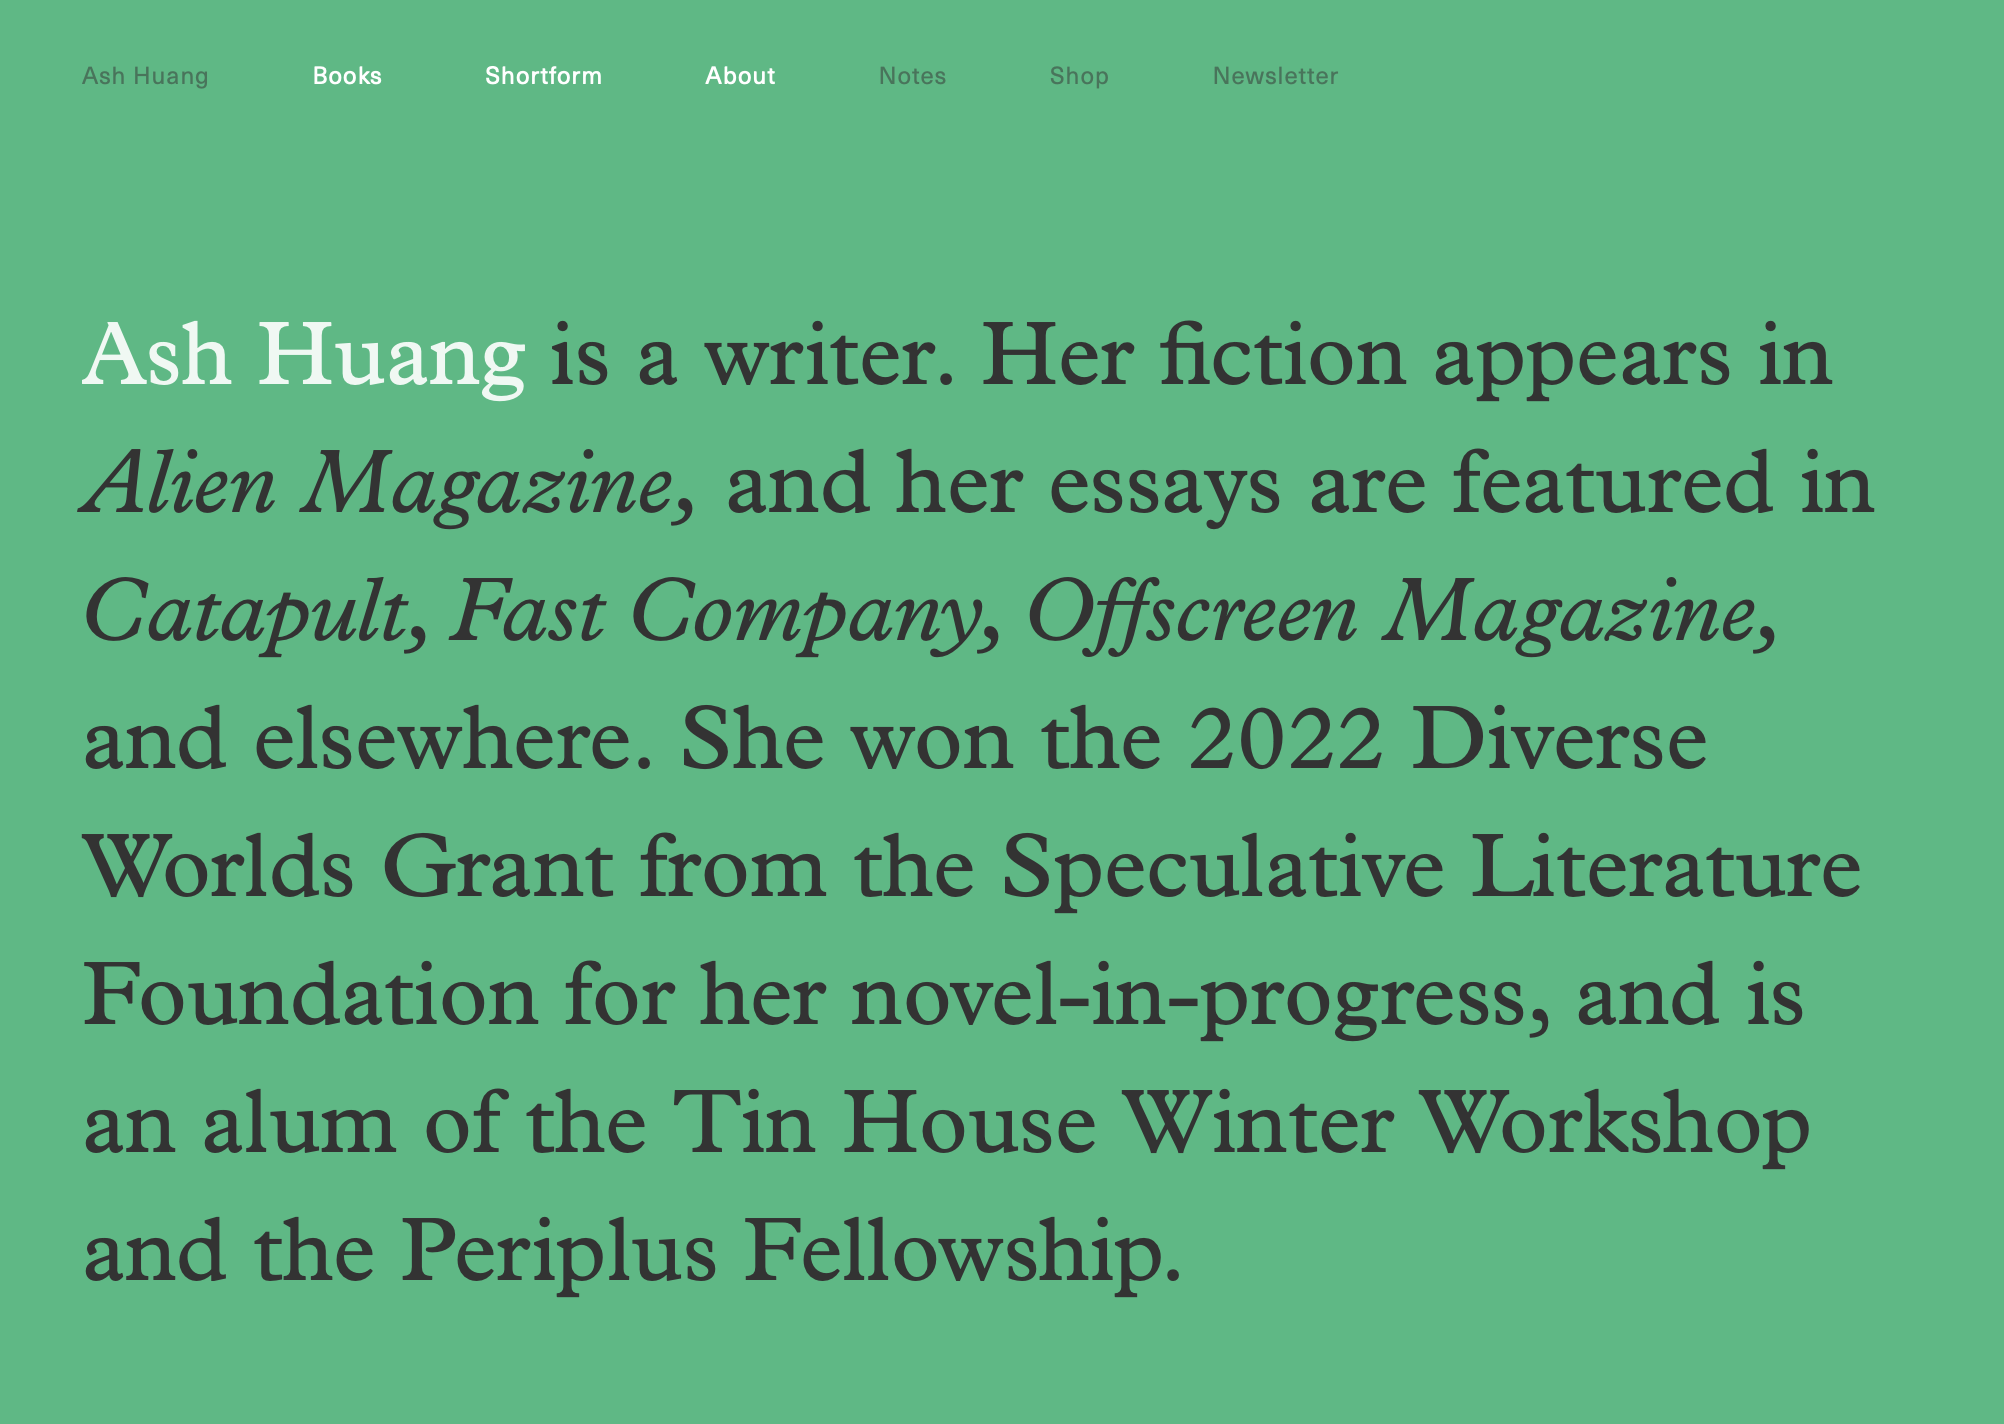 Ash Huang Books Shortform About Notes Shop Newsletter
Ash Huang is a writer. Her fiction appears in
Alien Magazine, and her essays are featured in
Catapult, Fast Company, Offscreen Magazine,
and elsewhere. She won the 2022 Diverse
Worlds Grant from the Speculative Literature
Foundation for her novel-in-progress, and is
an alum of the Tin House Winter Workshop
and the Periplus Fellowship.